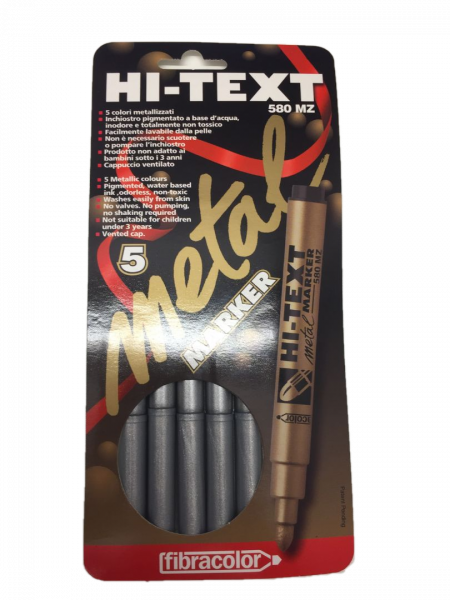 HI-TEXT
580 MZ
5 colori metallizzati
Inchiostro pigmentato a base d'acqua,
inodore e totalmente non tossico
Facilmente lavabile dalla pelle
Non è necessario scuotere
o pompare l'inchiostro
Prodotto non adatto ai
bambini sotto i 3 anni
Cappuccio ventilato
5 Metallic colours
Pigmented, water based
ink ,odorless, non-toxic
Washes easily from skin
No valves. No pumping,
no shaking required
Not suitable for children
under 3 years
Vented cap.
5
Metal
MARKER
HI-TEXT
580 MZ
metal
MARKER
fibracolor
Patent Pending
fibracolor